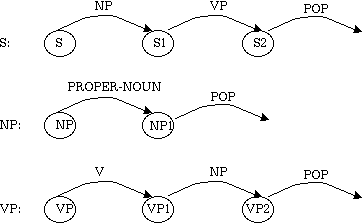 NP VP POP
S: S S1 S2
PROPER-NOUN POP
NP: NP NP1
V NP POP
VP: VP VP1 VP2